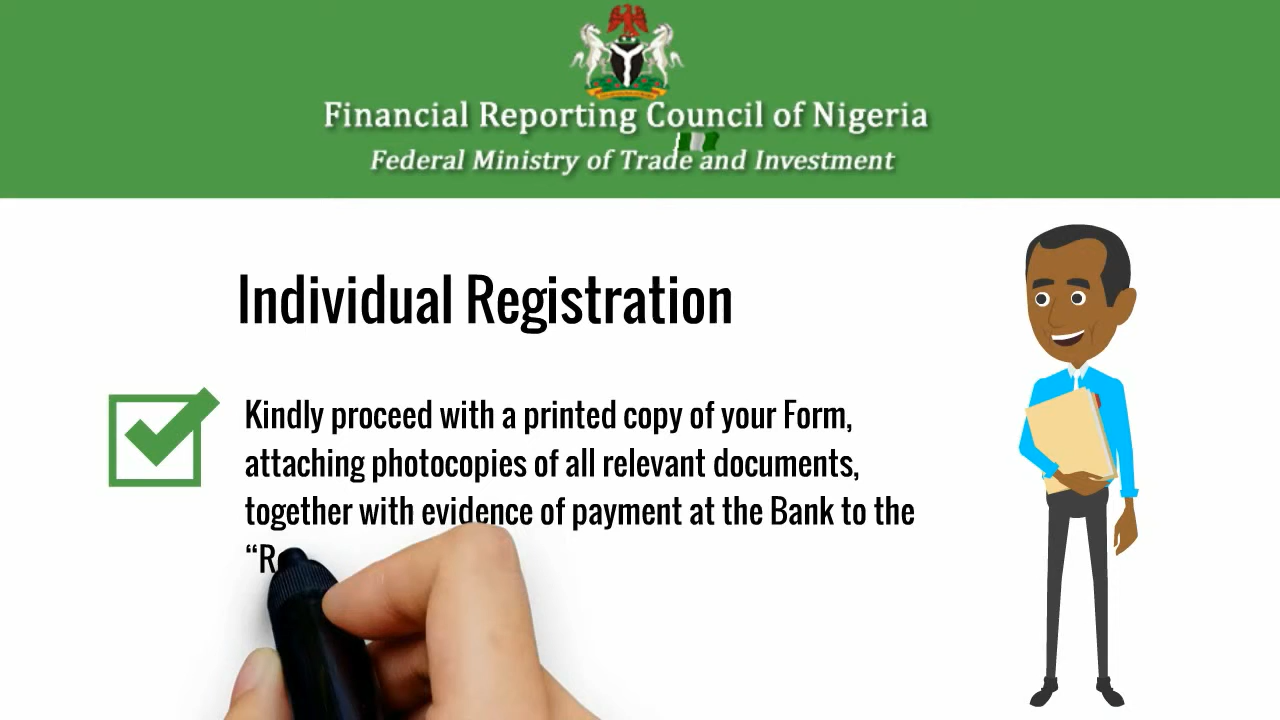 Financial Reporting Council of Nigeria
Federal Ministry of Trade and Investment
Individual Registration
Kindly proceed with a printed copy of your Form,
attaching photocopies of all relevant documents,
together with evidence of payment at the Bank to the